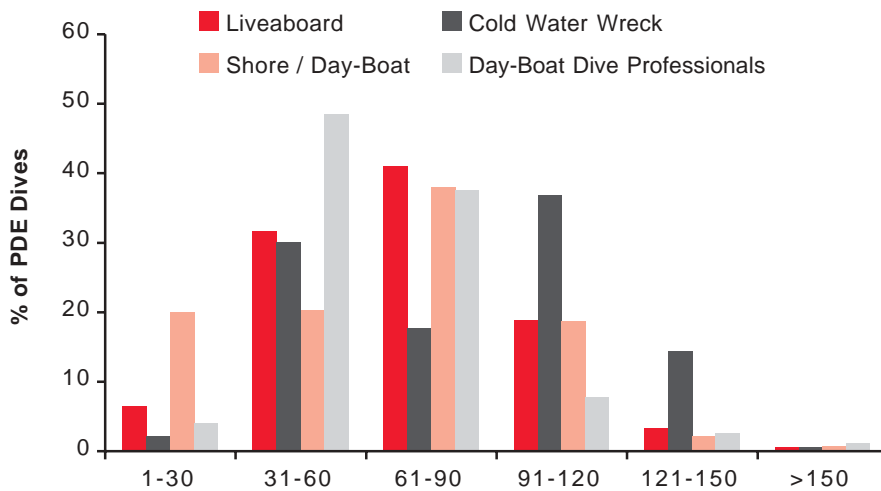 Liveaboard
Cold Water Wreck
Shore / Day-Boat
Day-Boat Dive Professionals
% of PDE Dives
60
50
40
30
20
10
0
1-30 31-60 61-90 91-120 121-150 >150